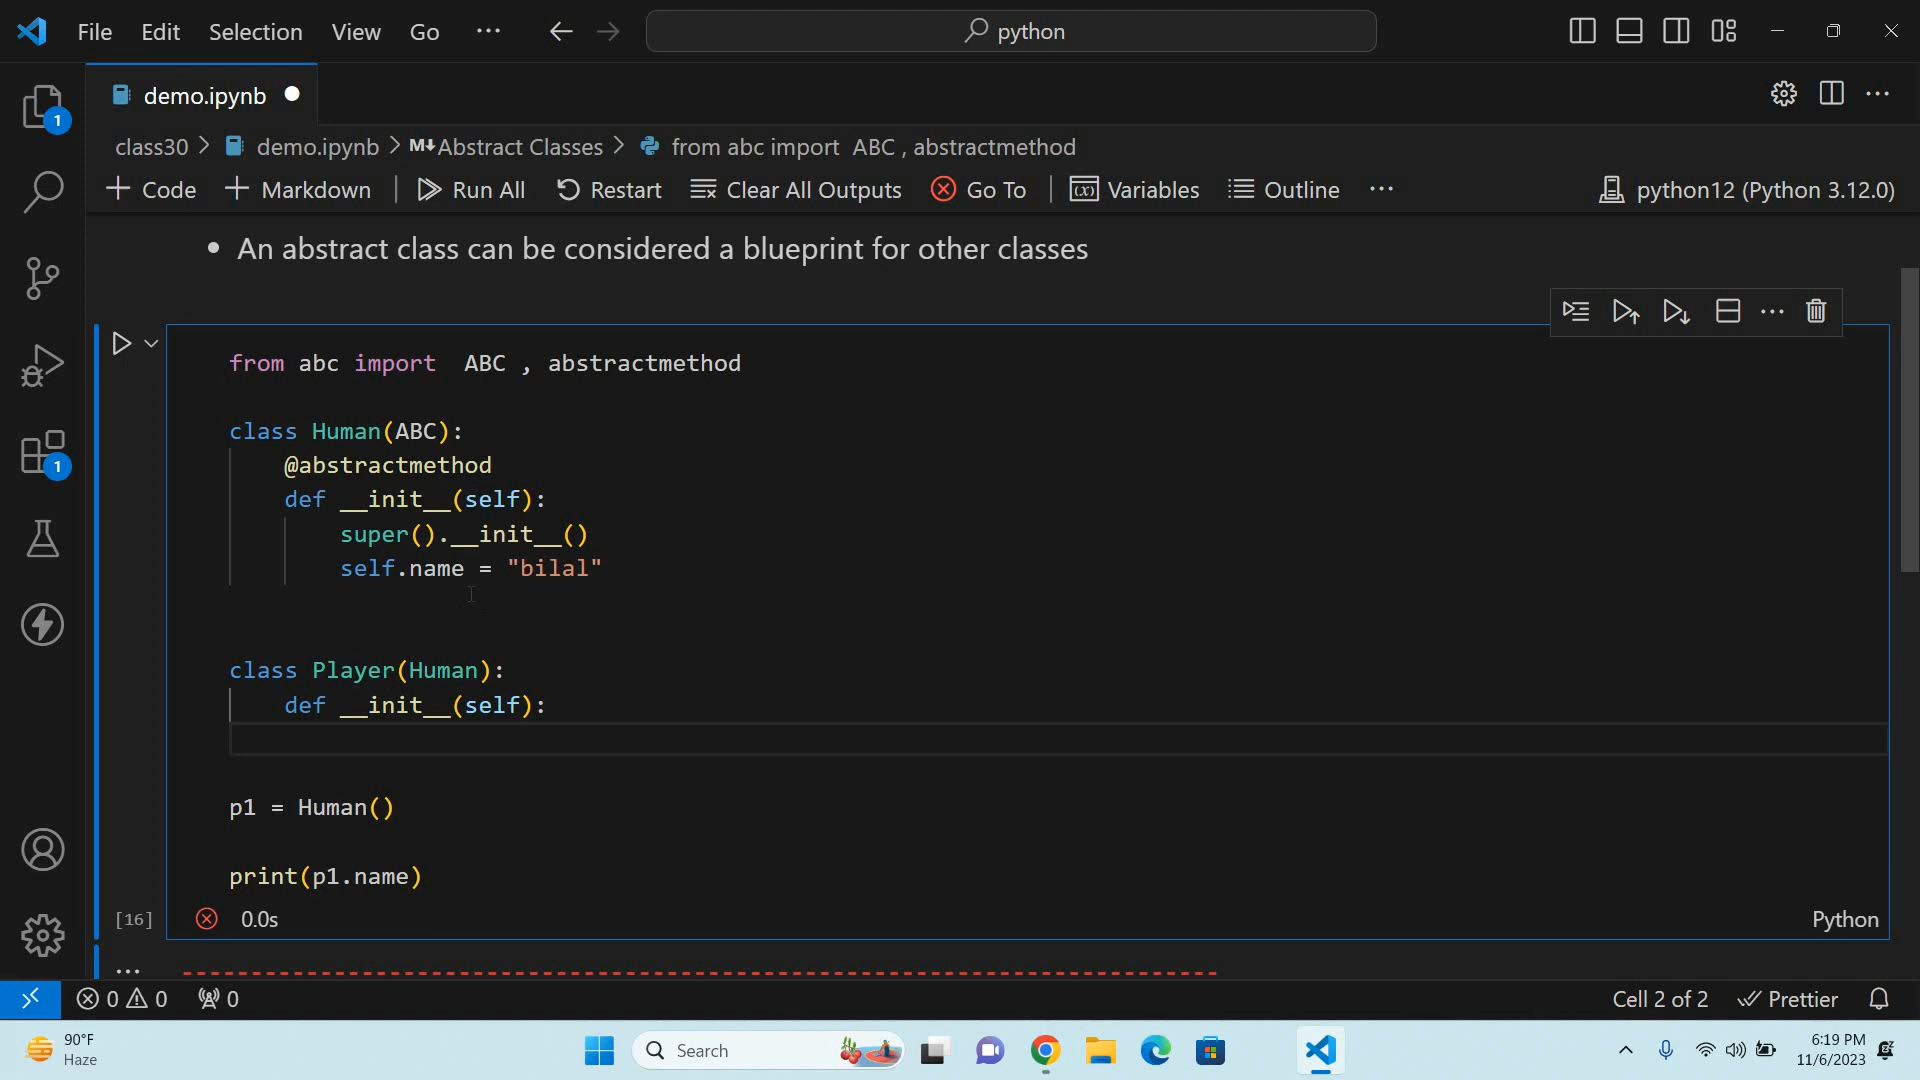 File Edit Selection View Go ··· python
demo.ipynb
1
class30 > demo.ipynb > M↓Abstract Classes > from abc import  ABC , abstractmethod
+ Code + Markdown | Run All Restart Clear All Outputs Go To | Variables Outline ··· python12 (Python 3.12.0)
• An abstract class can be considered a blueprint for other classes
from abc import  ABC , abstractmethod
class Human(ABC):
1
@abstractmethod
def __init__(self):
super().__init__()
self.name = "bilal"
class Player(Human):
def __init__(self):
p1 = Human()
print(p1.name)
[16] 0.0s Python
--------------------------------------------------------------------------- 
0 0 0 Cell 2 of 2 Prettier
90°F
Haze
Search
6:19 PM
11/6/2023